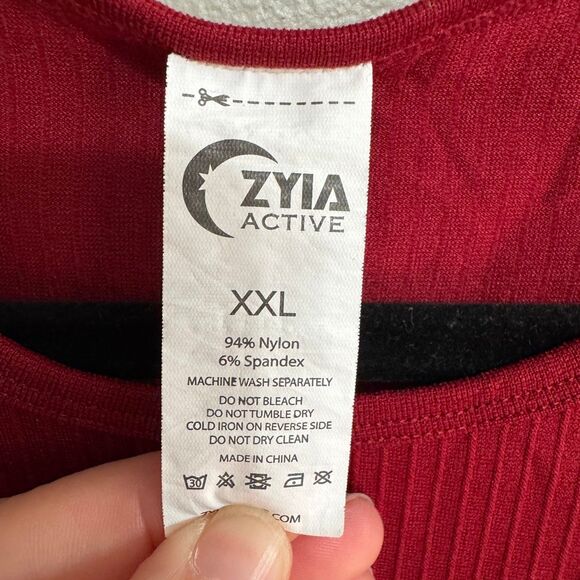 ZYIA
ACTIVE
XXL
94% Nylon
6% Spandex
MACHINE WASH SEPARATELY
DO NOT BLEACH
DO NOT TUMBLE DRY
COLD IRON ON REVERSE SIDE
DO NOT DRY CLEAN
MADE IN CHINA
30